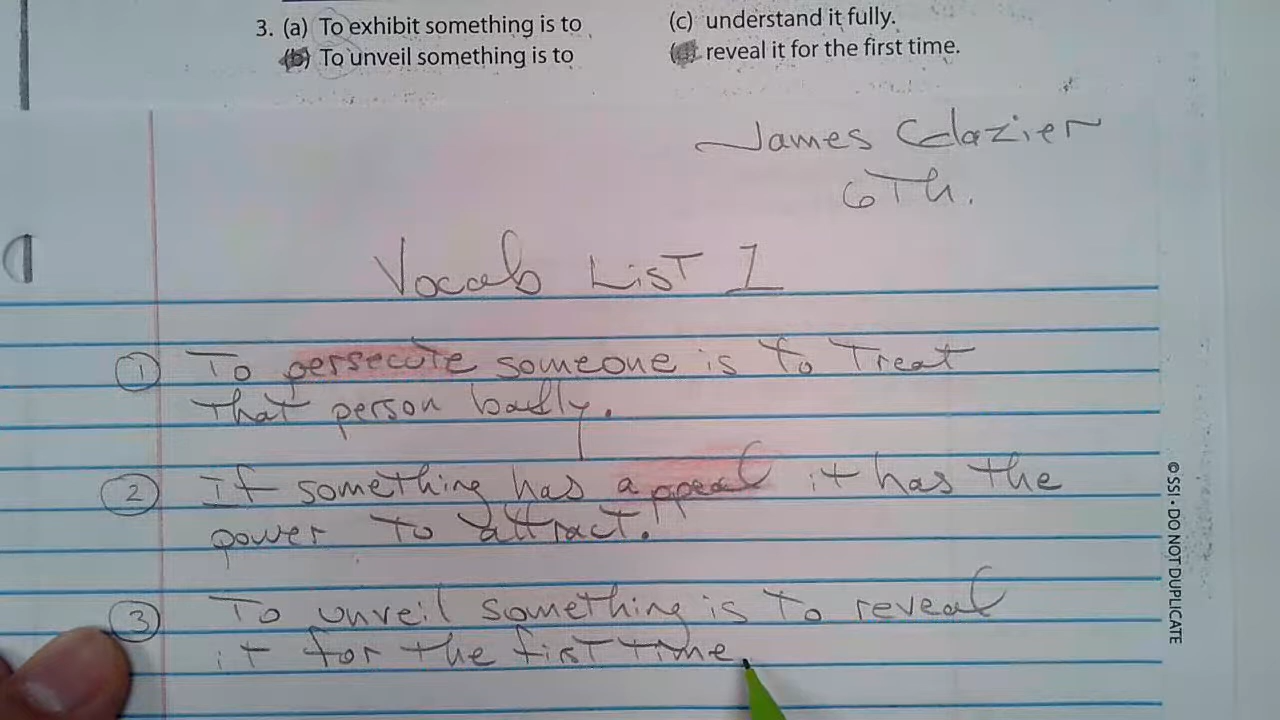 3. (a) To exhibit something is to (c) understand it fully.
(b) To unveil something is to (d) reveal it for the first time.
James Glazier
6Th.
Vocab List 1
1 To persecute someone is to Treat
that person badly.
2 If something has appeal it has the
power to attract.
3 To unveil something is to reveal
it for the first time.
© SSI • DO NOT DUPLICATE